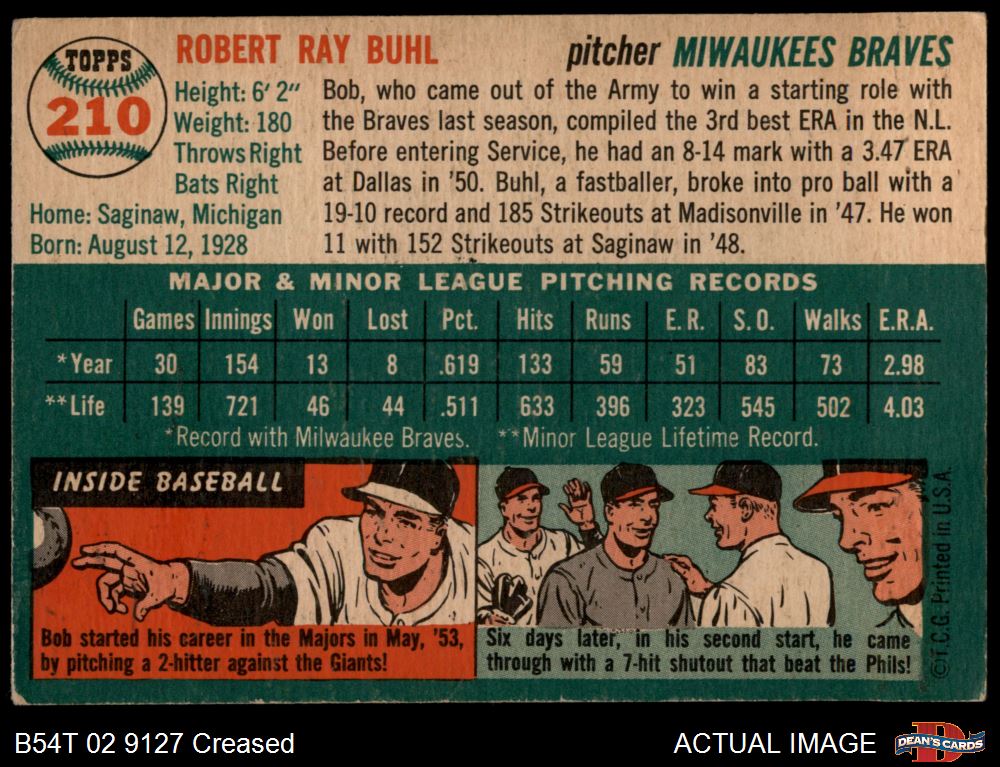 TOPPS
210
ROBERT RAY BUHL
pitcher MIWAUKEES BRAVES
Height: 6' 2"
Weight: 180
Throws Right
Bats Right
Home: Saginaw, Michigan
Born: August 12, 1928
Bob, who came out of the Army to win a starting role with
the Braves last season, compiled the 3rd best ERA in the N.L.
Before entering Service, he had an 8-14 mark with a 3.47 ERA
at Dallas in '50. Buhl, a fastballer, broke into pro ball with a
19-10 record and 185 Strikeouts at Madisonville in '47. He won
11 with 152 Strikeouts at Saginaw in '48.
MAJOR & MINOR LEAGUE PITCHING RECORDS
Games Innings Won Lost Pct. Hits Runs E.R. S.O. Walks E.R.A.
*Year 30 154 13 8 .619 133 59 51 83 73 2.98
**Life 139 721 46 44 .511 633 396 323 545 502 4.03
*Record with Milwaukee Braves. **Minor League Lifetime Record.
INSIDE BASEBALL
Bob started his career in the Majors in May, '53,
by pitching a 2-hitter against the Giants!
Six days later, in his second start, he came
through with a 7-hit shutout that beat the Phils!
©T.C.G. Printed in U.S.A.
B54T 02 9127 Creased
ACTUAL IMAGE
DEAN'S CARDS